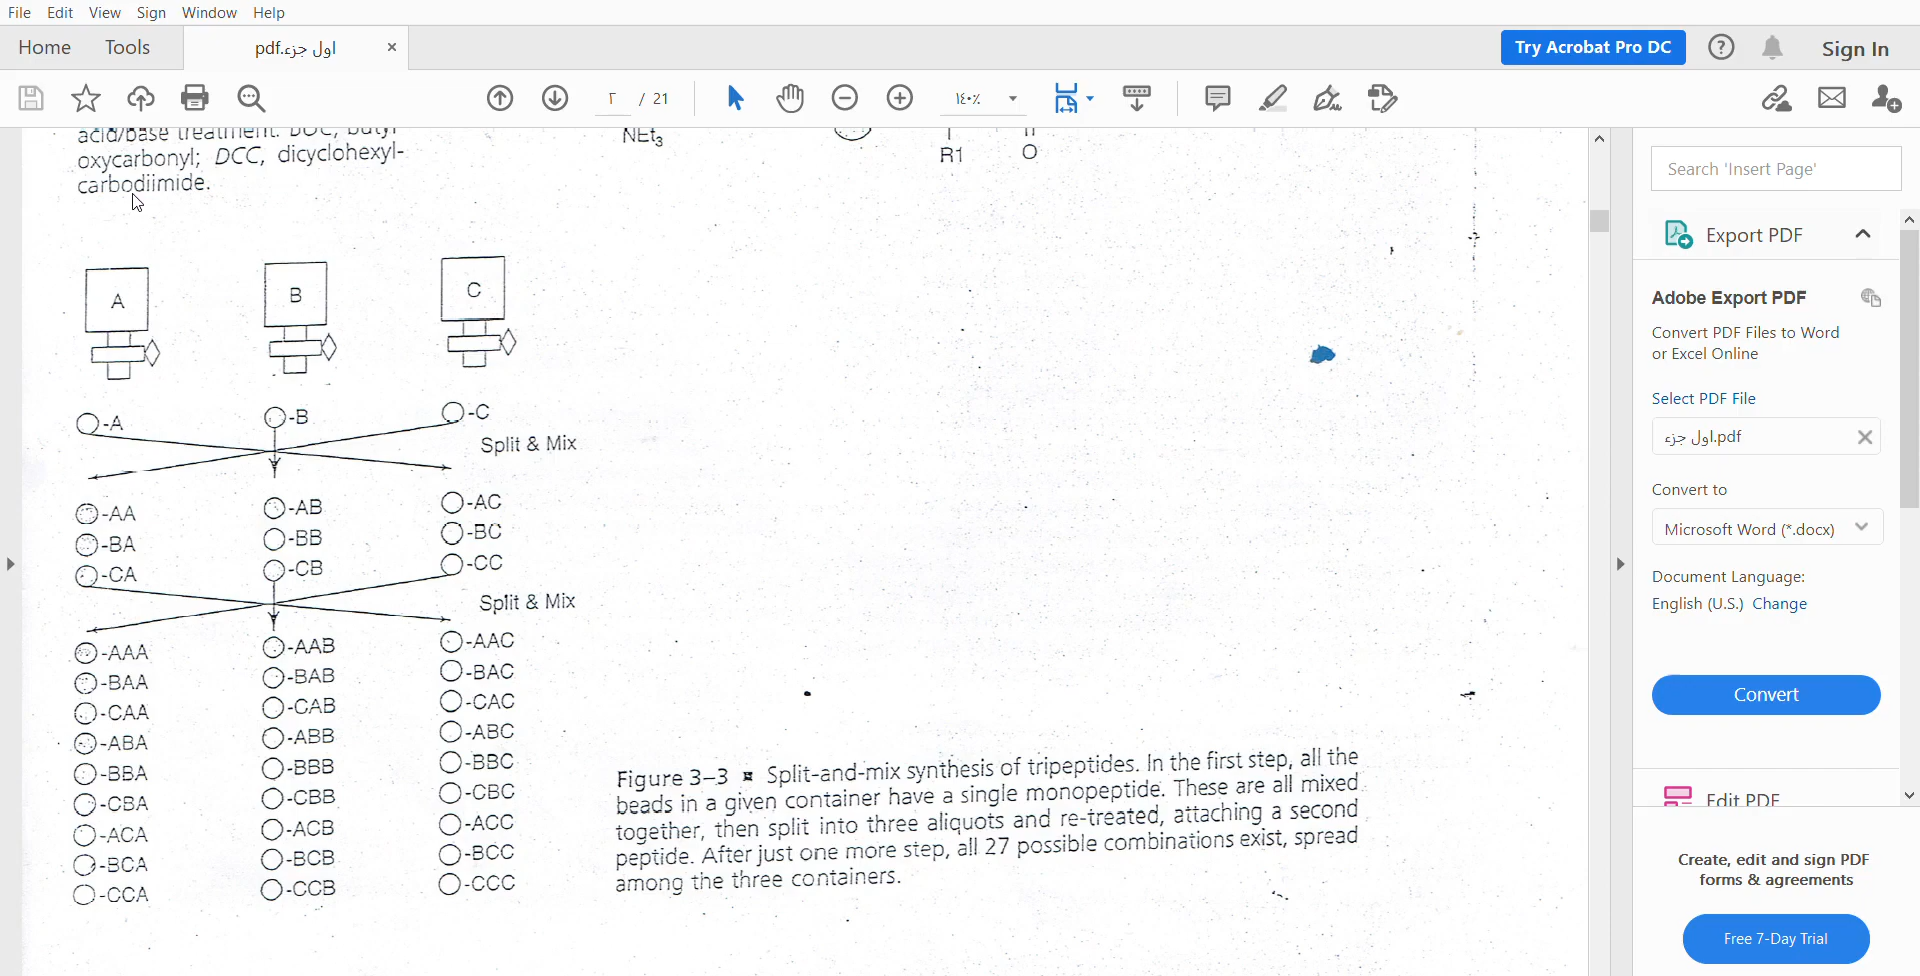 File Edit View Sign Window Help
Home Tools اول جزء.pdf × Try Acrobat Pro DC ? Sign In
٢ / 21 ١٤٠٪
acid/base treatment. BOC, butyl
oxycarbonyl; DCC, dicyclohexyl-
carbodiimide.
NEt3
R1 O
A B C
-A -B -C
Split & Mix
-AA -AB -AC
-BA -BB -BC
-CA -CB -CC
Split & Mix
-AAA -AAB -AAC
-BAA -BAB -BAC
-CAA -CAB -CAC
-ABA -ABB -ABC
-BBA -BBB -BBC
-CBA -CBB -CBC
-ACA -ACB -ACC
-BCA -BCB -BCC
-CCA -CCB -CCC
Figure 3–3 ▪ Split-and-mix synthesis of tripeptides. In the first step, all the
beads in a given container have a single monopeptide. These are all mixed
together, then split into three aliquots and re-treated, attaching a second
peptide. After just one more step, all 27 possible combinations exist, spread
among the three containers.
Search 'Insert Page'
Export PDF
Adobe Export PDF
Convert PDF Files to Word
or Excel Online
Select PDF File
اول جزء.pdf
Convert to
Microsoft Word (*.docx)
Document Language:
English (U.S.) Change
Convert
Edit PDF
Create, edit and sign PDF
forms & agreements
Free 7-Day Trial